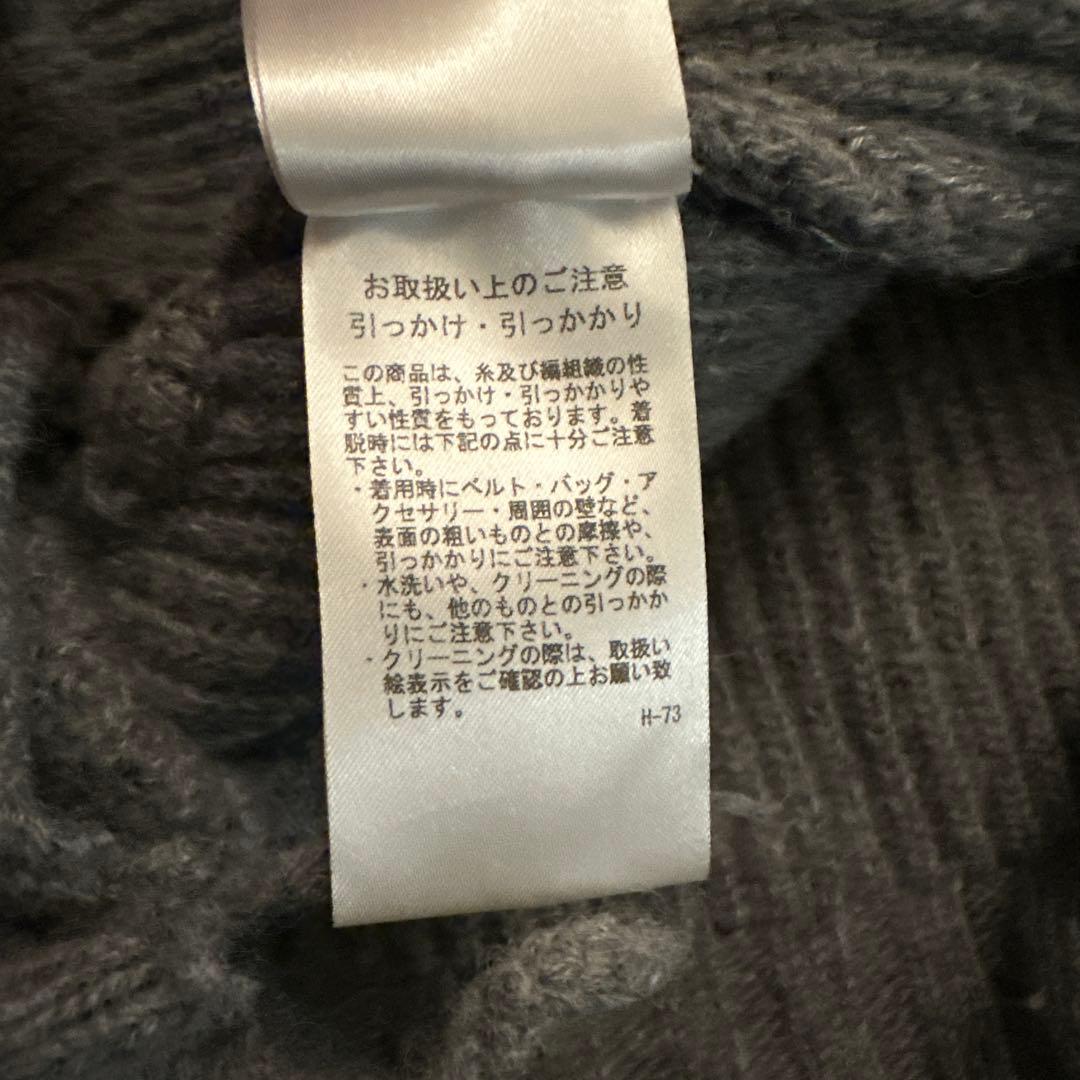 お取扱い上のご注意
引っかけ・引っかかり
この商品は、糸及び編組織の性
質上、引っかけ・引っかかりや
すい性質をもっております。着
脱時には下記の点に十分ご注意
下さい。
・着用時にベルト・バッグ・ア
クセサリー・周囲の壁など、
表面の粗いものとの摩擦や、
引っかかりにご注意下さい。
・水洗いや、クリーニングの際
にも、他のものとの引っかか
りにご注意下さい。
・クリーニングの際は、取扱い
絵表示をご確認の上お願い致
します。
H-73